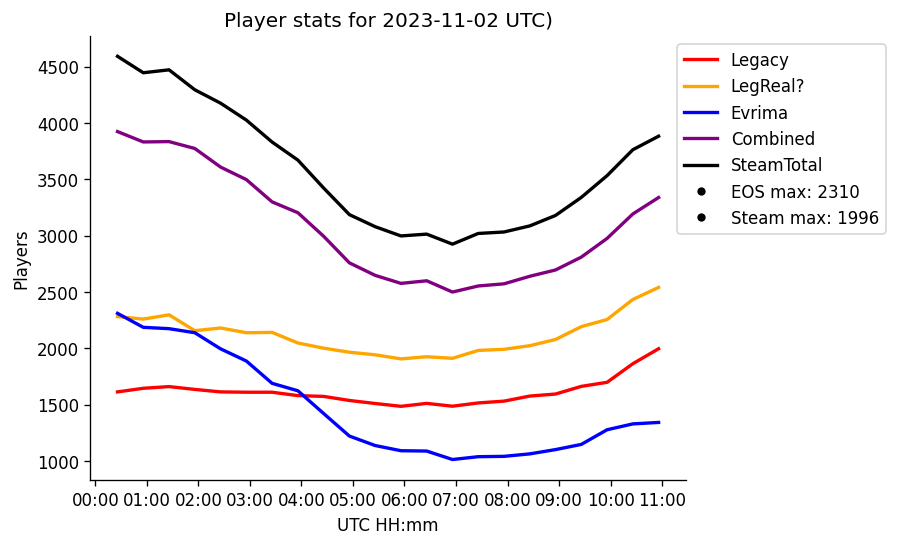 Player stats for 2023-11-02 UTC)
Legacy
LegReal?
Evrima
Combined
SteamTotal
EOS max: 2310
Steam max: 1996
Players
4500
4000
3500
3000
2500
2000
1500
1000
00:00 01:00 02:00 03:00 04:00 05:00 06:00 07:00 08:00 09:00 10:00 11:00
UTC HH:mm